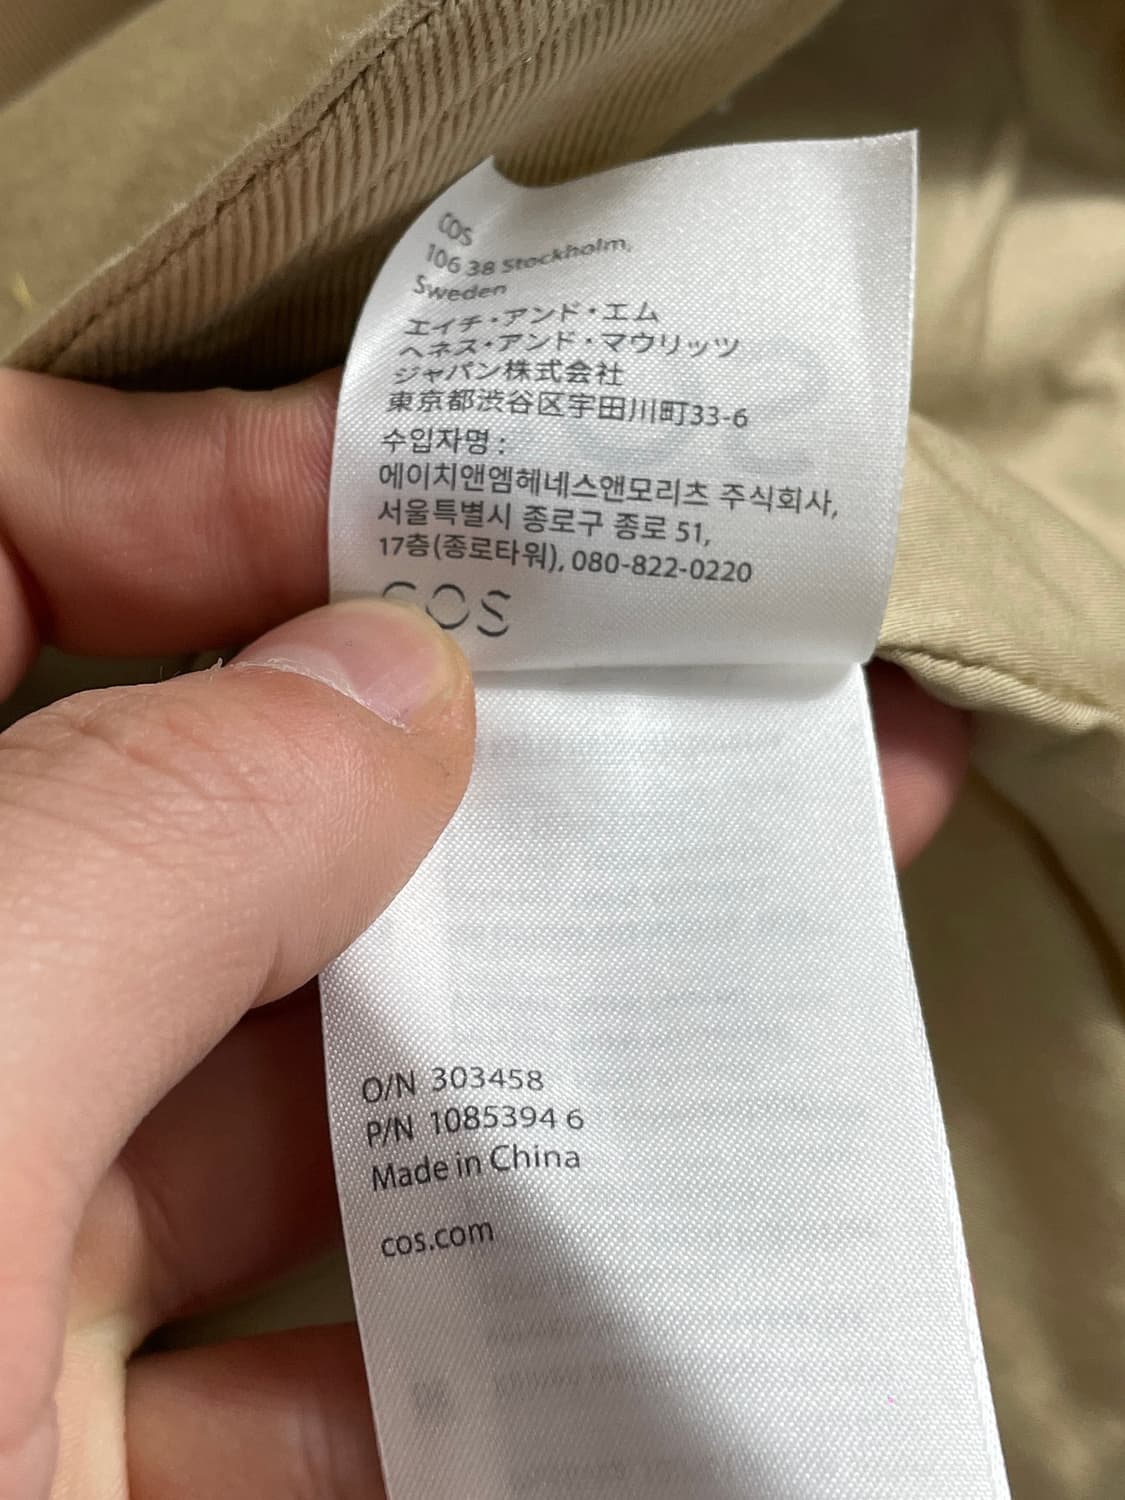 COS
106 38 Stockholm,
Sweden
エイチ・アンド・エム
ヘネス・アンド・マウリッツ
ジャパン株式会社
東京都渋谷区宇田川町33-6
수입자명 :
에이치앤엠헤네스앤모리츠 주식회사,
서울특별시 종로구 종로 51,
17층(종로타워), 080-822-0220
COS
O/N 303458
P/N 1085394 6
Made in China
cos.com